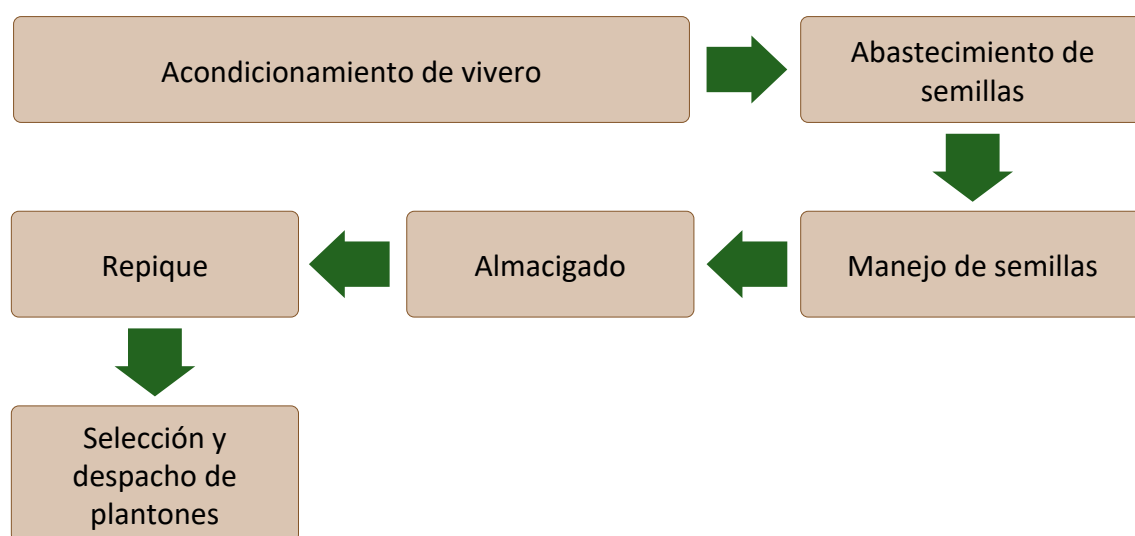 Acondicionamiento de vivero
Abastecimiento de
semillas
Manejo de semillas
Almacigado
Repique
Selección y
despacho de
plantones